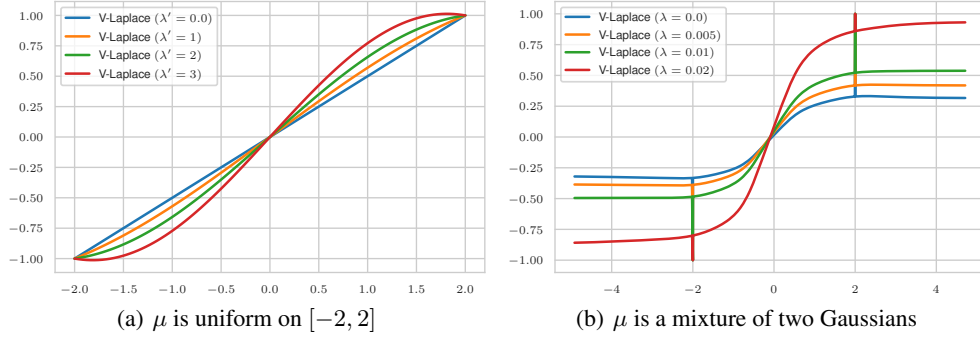 1.00
0.75
0.50
0.25
0.00
−0.25
−0.50
−0.75
−1.00
V-Laplace (λ′ = 0.0)
V-Laplace (λ′ = 1)
V-Laplace (λ′ = 2)
V-Laplace (λ′ = 3)
−2.0 −1.5 −1.0 −0.5 0.0 0.5 1.0 1.5 2.0
(a) μ is uniform on [−2, 2]
1.00
0.75
0.50
0.25
0.00
−0.25
−0.50
−0.75
−1.00
V-Laplace (λ = 0.0)
V-Laplace (λ = 0.005)
V-Laplace (λ = 0.01)
V-Laplace (λ = 0.02)
−4 −2 0 2 4
(b) μ is a mixture of two Gaussians